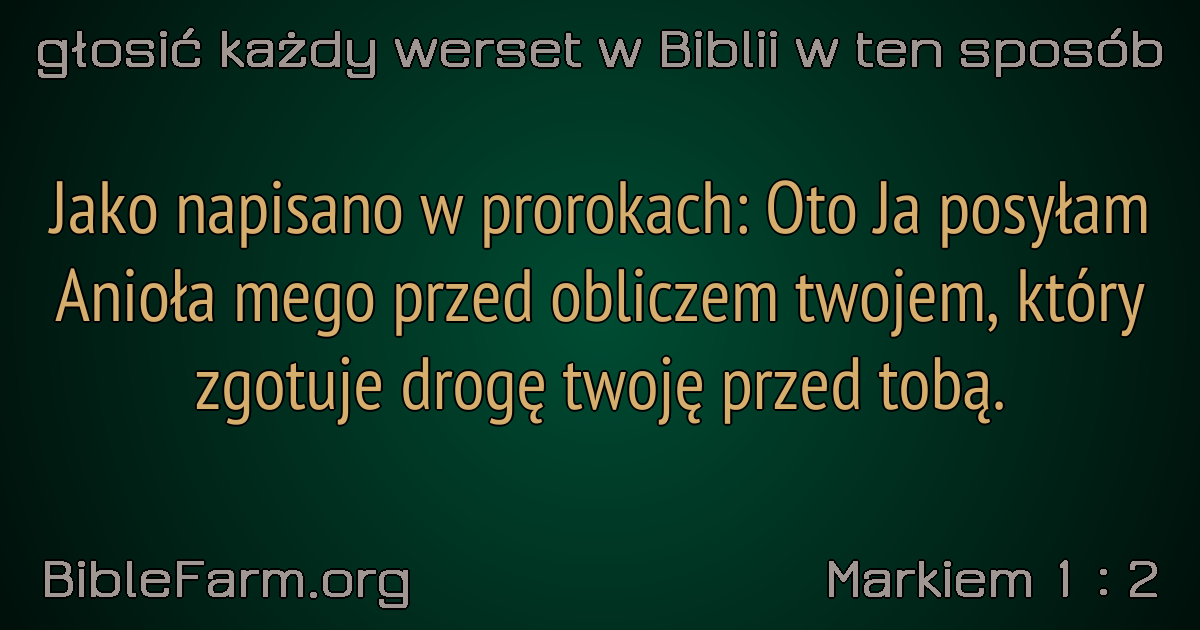 głosić każdy werset w Biblii w ten sposób
Jako napisano w prorokach: Oto Ja posyłam
Anioła mego przed obliczem twojem, który
zgotuje drogę twoję przed tobą.
BibleFarm.org
Markiem 1 : 2